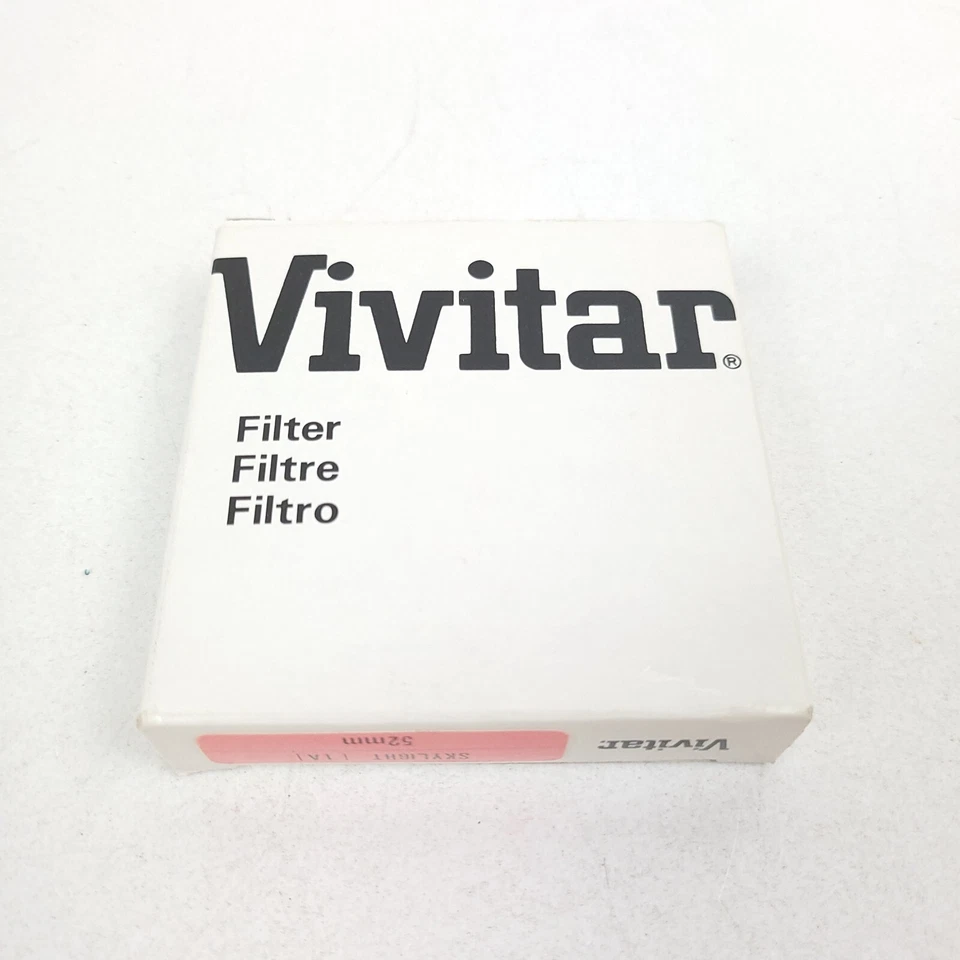 Vivitar®
Filter
Filtre
Filtro
Vivitar.
SKYLIGHT [1A]
52mm